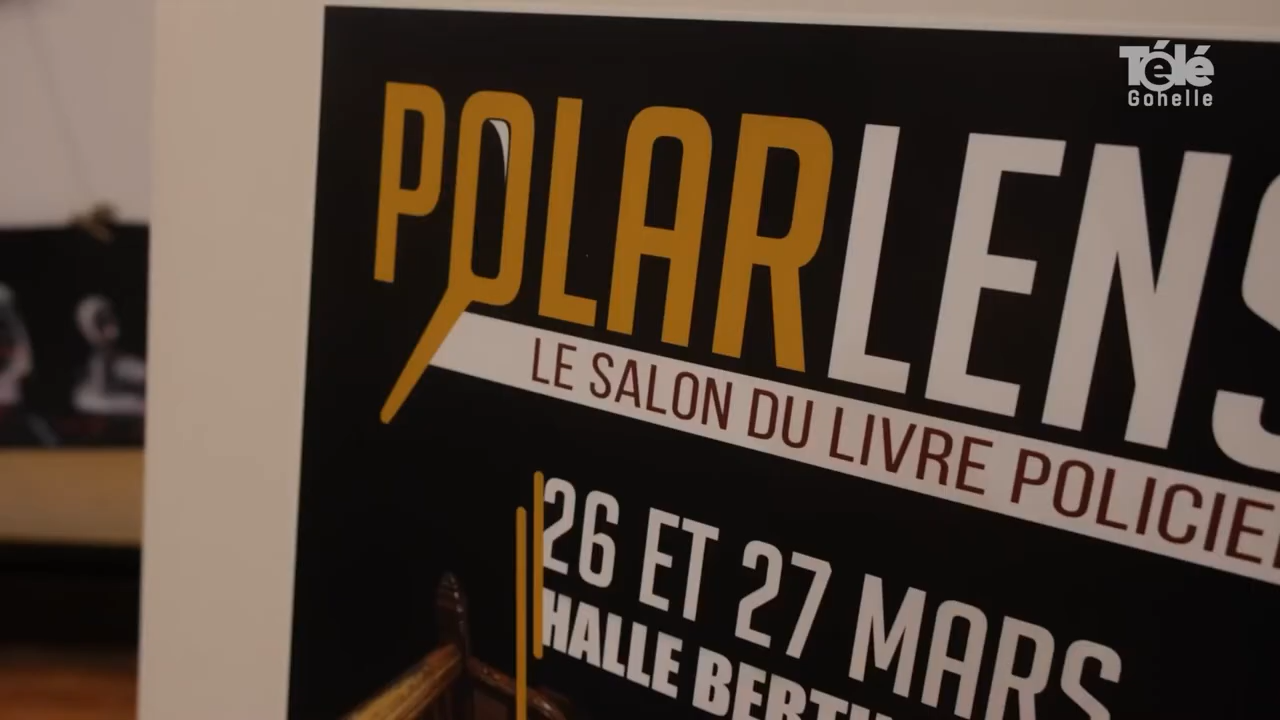 Télé
Gohelle
POLARLENS
LE SALON DU LIVRE POLICIE
26 ET 27 MARS
HALLE